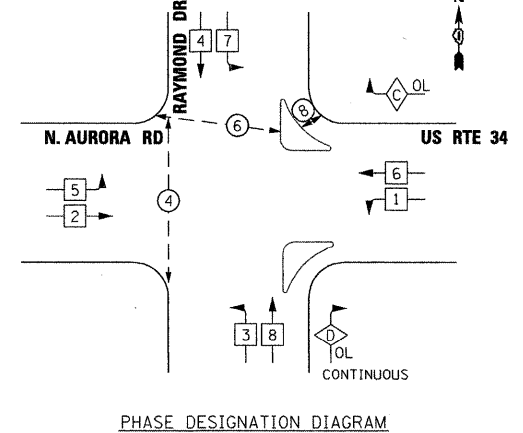 RAYMOND DR
N
4
7
C
OL
8
6
N. AURORA RD
US RTE 34
5
2
4
6
1
3
8
D
OL
CONTINUOUS
PHASE DESIGNATION DIAGRAM